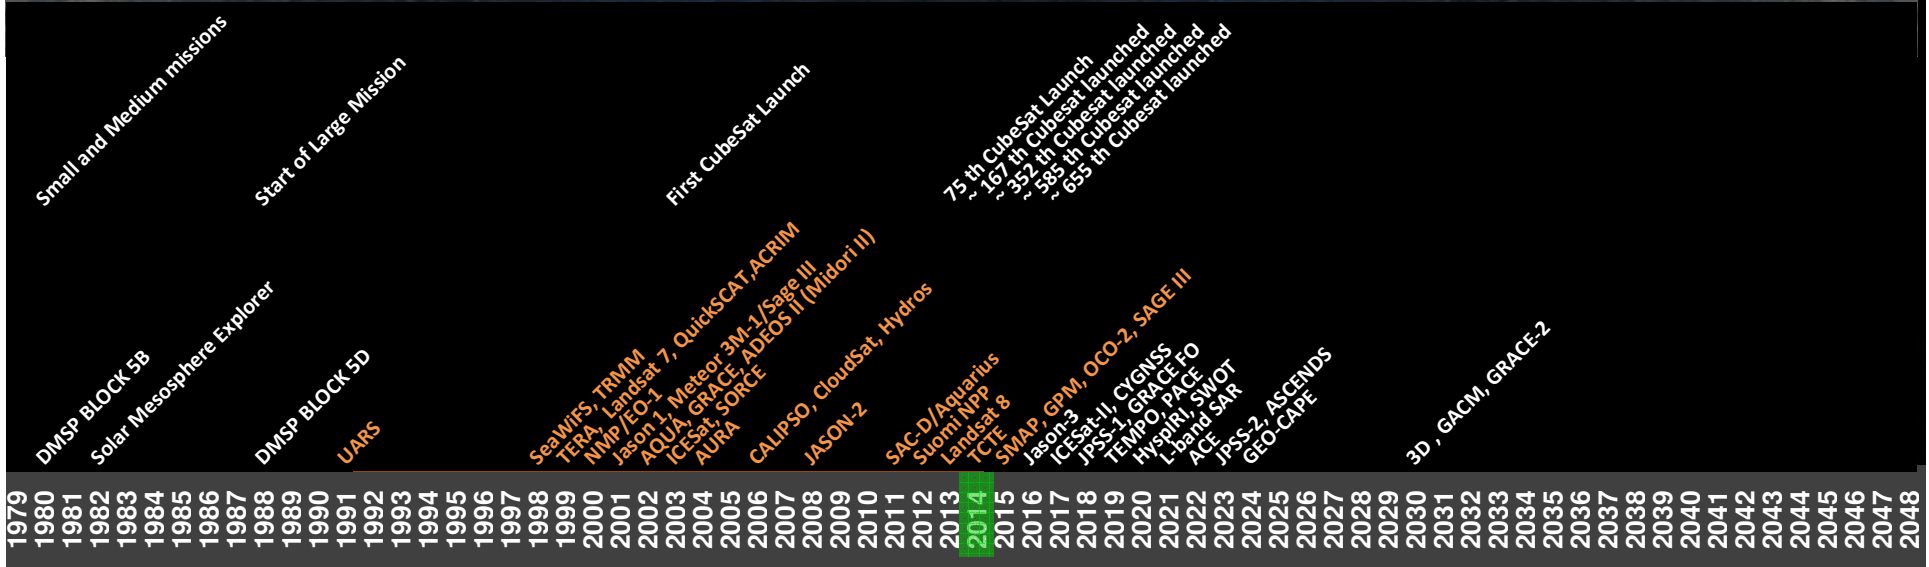 Small and Medium missions
Start of Large Mission
First CubeSat Launch
75 th CubeSat Launch
~ 167 th Cubesat launched
~ 352 th Cubesat launched
~ 585 th Cubesat launched
~ 655 th Cubesat launched
DMSP BLOCK 5B
Solar Mesosphere Explorer
DMSP BLOCK 5D
UARS
SeaWiFS, TRMM
TERA, Landsat 7, QuickSCAT,ACRIM
NMP/EO-1
Jason 1, Meteor 3M-1/Sage III
AQUA, GRACE, ADEOS II (Midori II)
ICESat, SORCE
AURA
CALIPSO, CloudSat, Hydros
JASON-2
SAC-D/Aquarius
Suomi NPP
Landsat 8
TCTE
SMAP, GPM, OCO-2, SAGE III
Jason-3
ICESat-II, CYGNSS
JPSS-1, GRACE FO
TEMPO, PACE
HyspIRI, SWOT
L-band SAR
ACE
JPSS-2, ASCENDS
GEO-CAPE
3D , GACM, GRACE-2
1979
1980
1981
1982
1983
1984
1985
1986
1987
1988
1989
1990
1991
1992
1993
1994
1995
1996
1997
1998
1999
2000
2001
2002
2003
2004
2005
2006
2007
2008
2009
2010
2011
2012
2013
2014
2015
2016
2017
2018
2019
2020
2021
2022
2023
2024
2025
2026
2027
2028
2029
2030
2031
2032
2033
2034
2035
2036
2037
2038
2039
2040
2041
2042
2043
2044
2045
2046
2047
2048